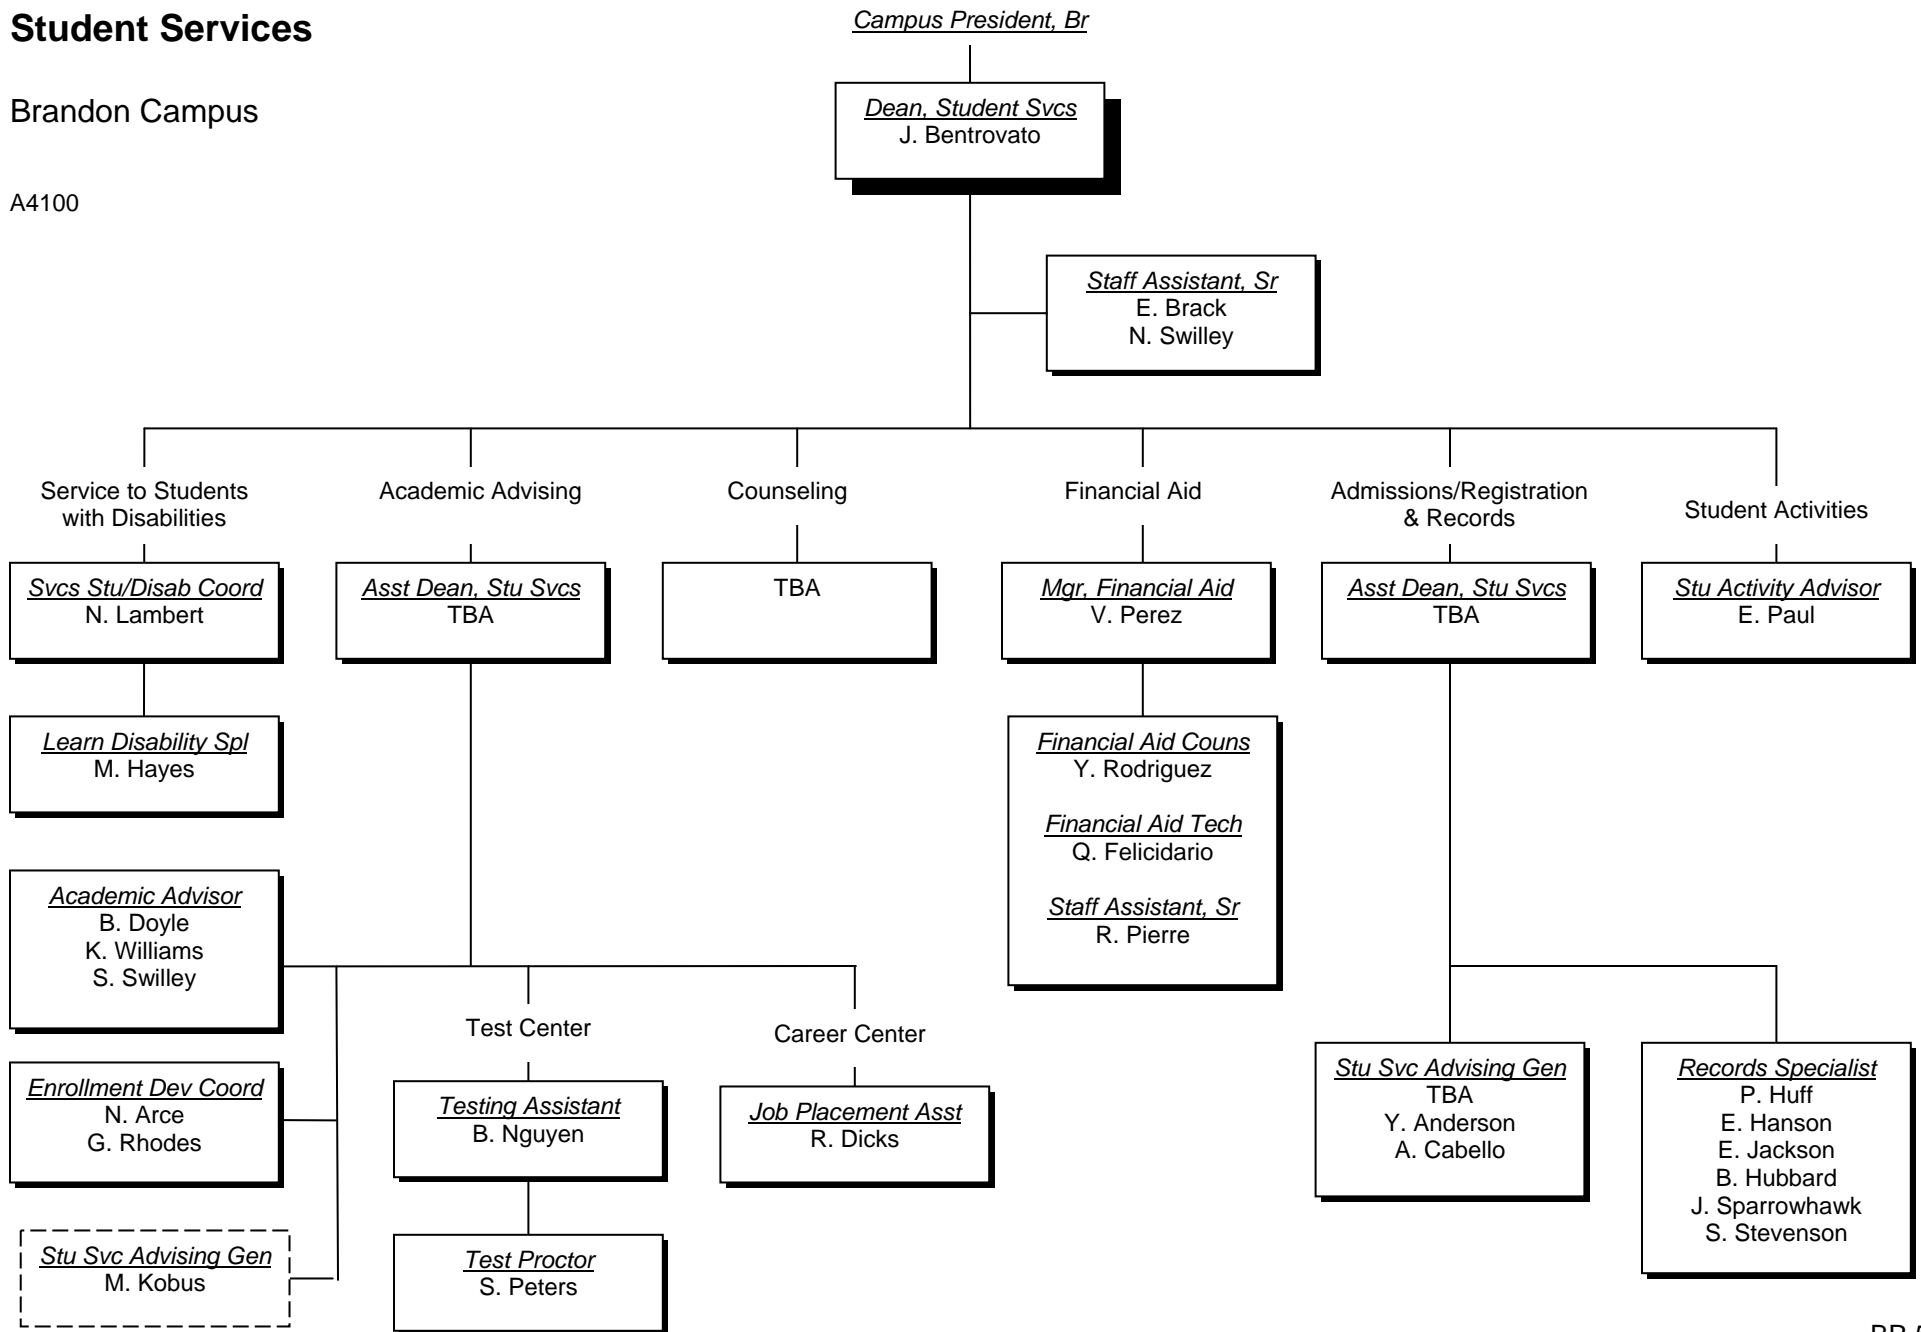 Student Services
Campus President, Br
Brandon Campus
A4100
Dean, Student Svcs
J. Bentrovato
Staff Assistant, Sr
E. Brack
N. Swilley
Service to Students
with Disabilities
Academic Advising
Counseling
Financial Aid
Admissions/Registration
& Records
Student Activities
Svcs Stu/Disab Coord
N. Lambert
Asst Dean, Stu Svcs
TBA
TBA
Mgr, Financial Aid
V. Perez
Asst Dean, Stu Svcs
TBA
Stu Activity Advisor
E. Paul
Learn Disability Spl
M. Hayes
Financial Aid Couns
Y. Rodriguez
Financial Aid Tech
Q. Felicidario
Staff Assistant, Sr
R. Pierre
Academic Advisor
B. Doyle
K. Williams
S. Swilley
Test Center
Career Center
Enrollment Dev Coord
N. Arce
G. Rhodes
Testing Assistant
B. Nguyen
Job Placement Asst
R. Dicks
Stu Svc Advising Gen
TBA
Y. Anderson
A. Cabello
Records Specialist
P. Huff
E. Hanson
E. Jackson
B. Hubbard
J. Sparrowhawk
S. Stevenson
Stu Svc Advising Gen
M. Kobus
Test Proctor
S. Peters